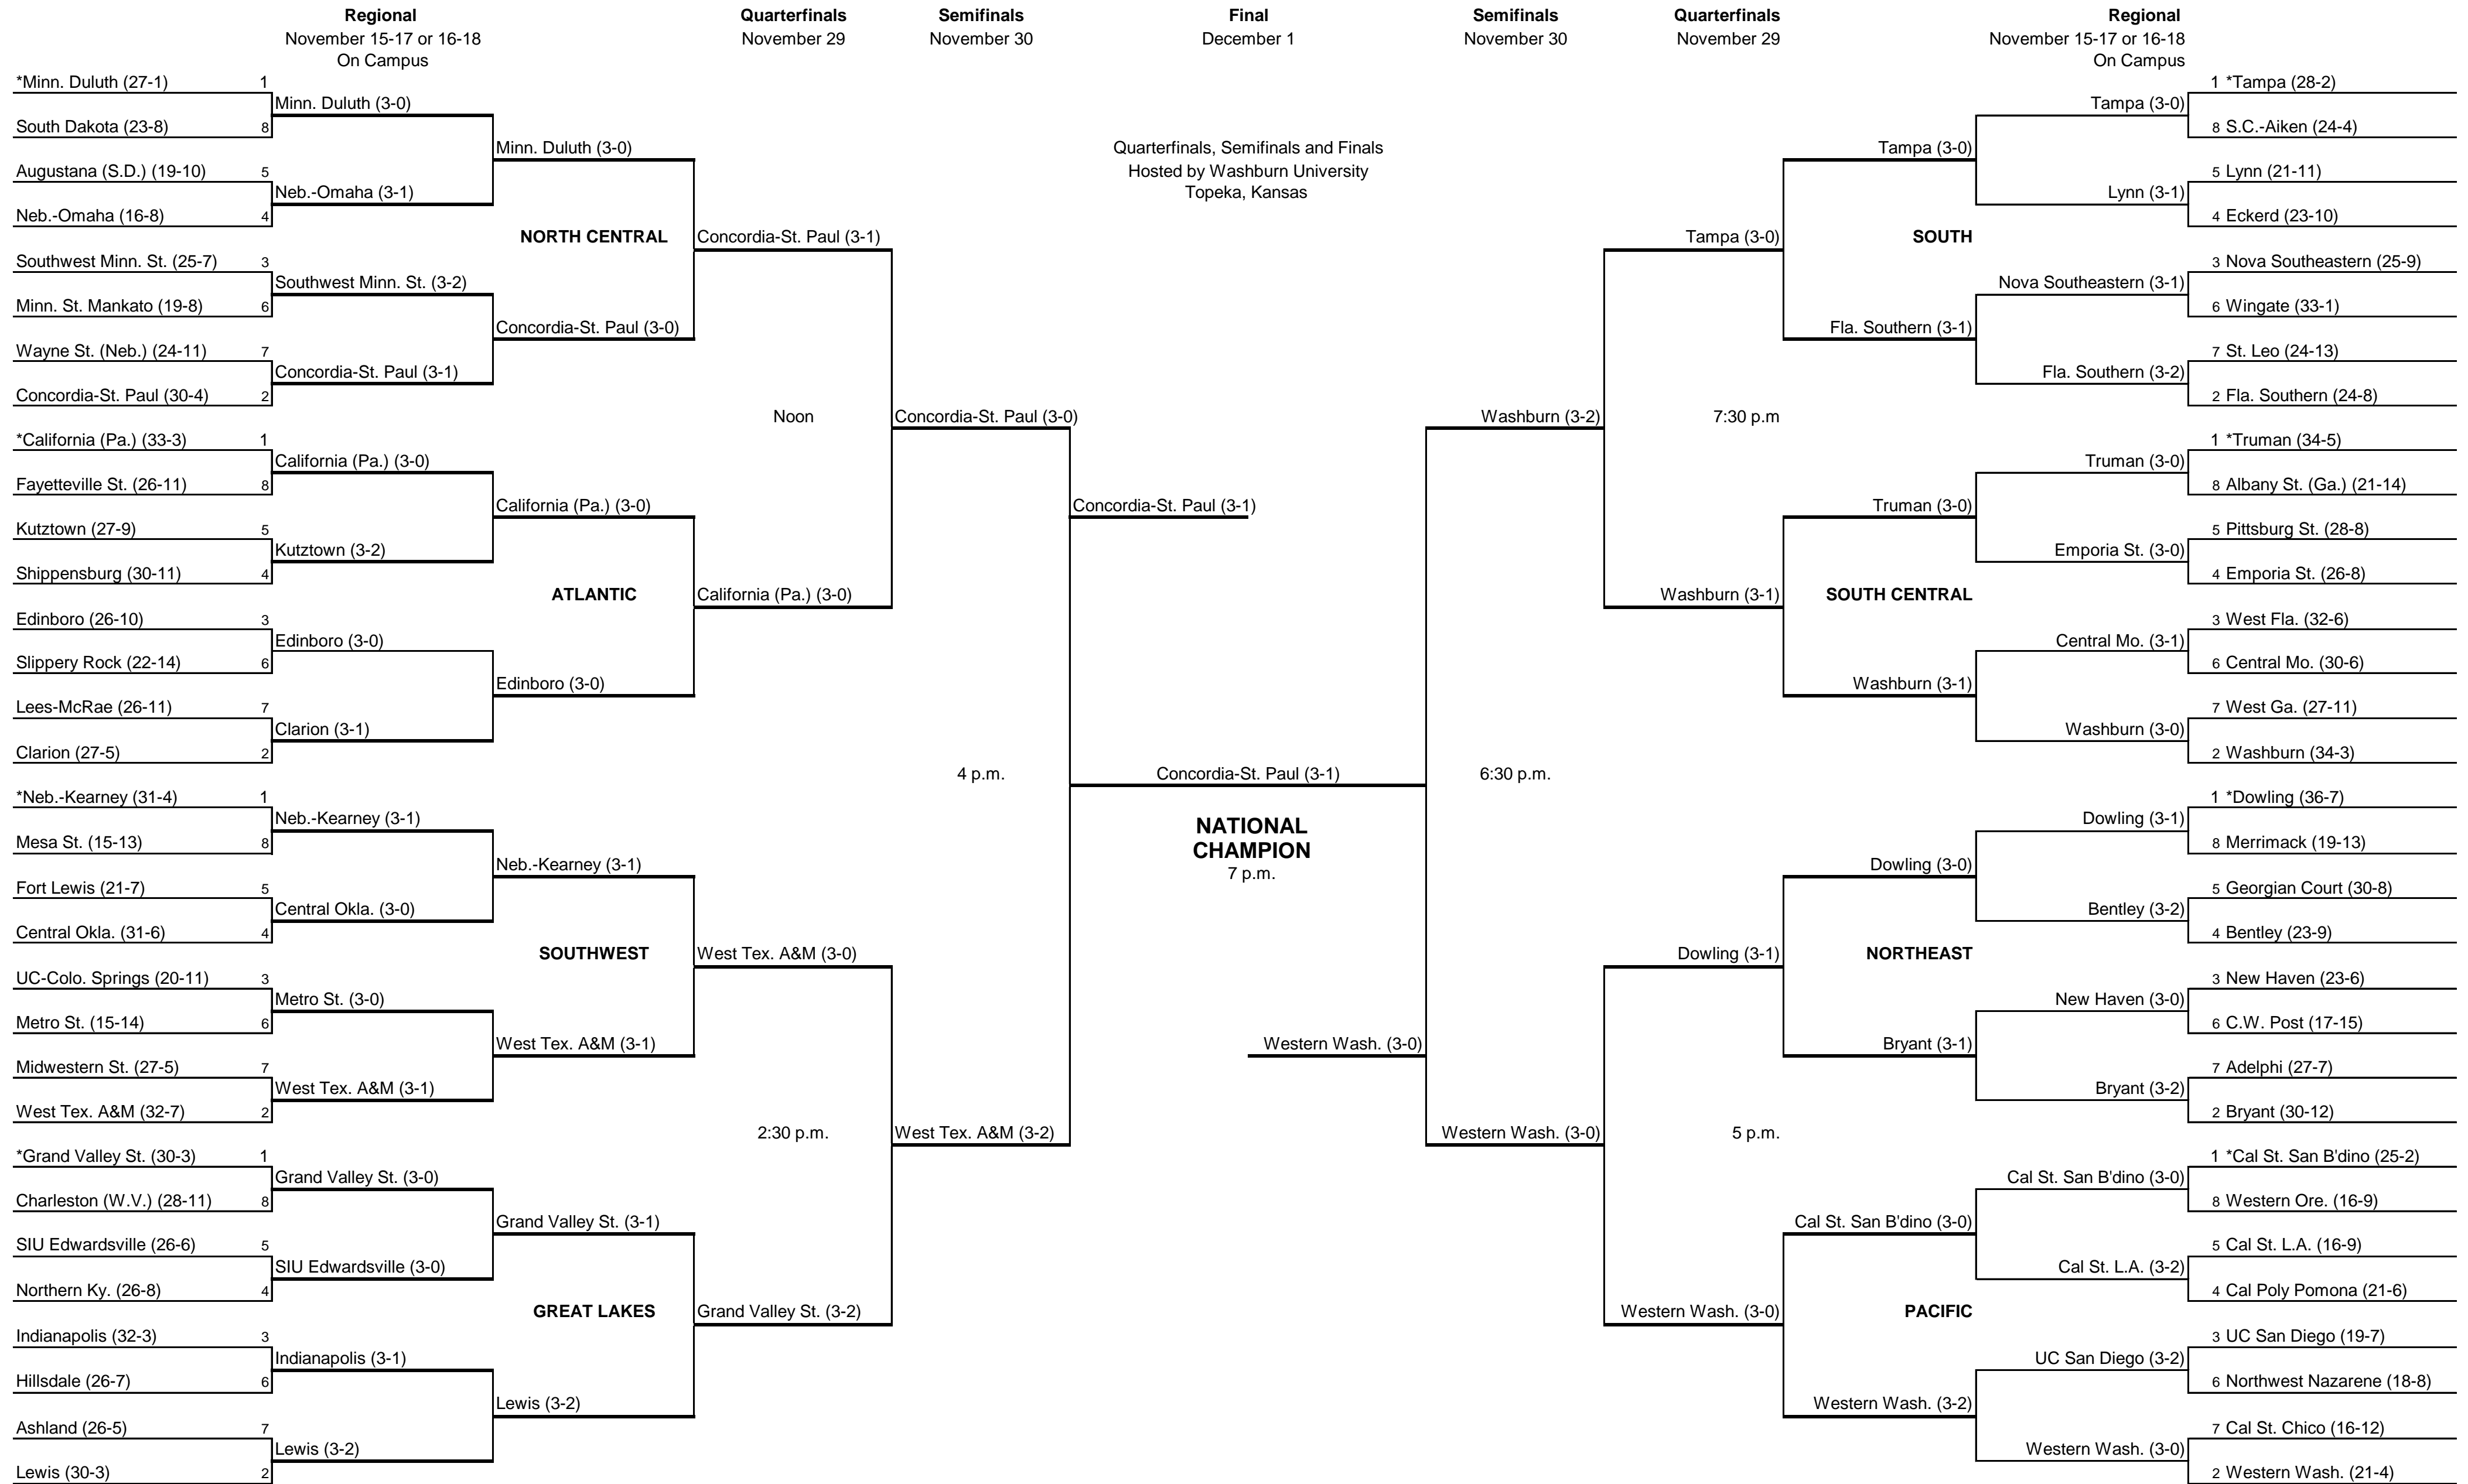 Regional
November 15-17 or 16-18
On Campus
Quarterfinals
November 29
Semifinals
November 30
Final
December 1
Semifinals
November 30
Quarterfinals
November 29
Regional
November 15-17 or 16-18
On Campus
Quarterfinals, Semifinals and Finals
Hosted by Washburn University
Topeka, Kansas
*Minn. Duluth (27-1) 1
South Dakota (23-8) 8
Augustana (S.D.) (19-10) 5
Neb.-Omaha (16-8) 4
Southwest Minn. St. (25-7) 3
Minn. St. Mankato (19-8) 6
Wayne St. (Neb.) (24-11) 7
Concordia-St. Paul (30-4) 2
*California (Pa.) (33-3) 1
Fayetteville St. (26-11) 8
Kutztown (27-9) 5
Shippensburg (30-11) 4
Edinboro (26-10) 3
Slippery Rock (22-14) 6
Lees-McRae (26-11) 7
Clarion (27-5) 2
*Neb.-Kearney (31-4) 1
Mesa St. (15-13) 8
Fort Lewis (21-7) 5
Central Okla. (31-6) 4
UC-Colo. Springs (20-11) 3
Metro St. (15-14) 6
Midwestern St. (27-5) 7
West Tex. A&M (32-7) 2
*Grand Valley St. (30-3) 1
Charleston (W.V.) (28-11) 8
SIU Edwardsville (26-6) 5
Northern Ky. (26-8) 4
Indianapolis (32-3) 3
Hillsdale (26-7) 6
Ashland (26-5) 7
Lewis (30-3) 2
Minn. Duluth (3-0)
Neb.-Omaha (3-1)
Southwest Minn. St. (3-2)
Concordia-St. Paul (3-1)
California (Pa.) (3-0)
Kutztown (3-2)
Edinboro (3-0)
Clarion (3-1)
Neb.-Kearney (3-1)
Central Okla. (3-0)
Metro St. (3-0)
West Tex. A&M (3-1)
Grand Valley St. (3-0)
SIU Edwardsville (3-0)
Indianapolis (3-1)
Lewis (3-2)
Minn. Duluth (3-0)
NORTH CENTRAL
Concordia-St. Paul (3-0)
California (Pa.) (3-0)
ATLANTIC
Edinboro (3-0)
Neb.-Kearney (3-1)
SOUTHWEST
West Tex. A&M (3-1)
Grand Valley St. (3-1)
GREAT LAKES
Lewis (3-2)
Concordia-St. Paul (3-1)
Noon
California (Pa.) (3-0)
West Tex. A&M (3-0)
2:30 p.m.
Grand Valley St. (3-2)
Concordia-St. Paul (3-0)
4 p.m.
West Tex. A&M (3-2)
Concordia-St. Paul (3-1)
Concordia-St. Paul (3-1)
NATIONAL
CHAMPION
7 p.m.
Western Wash. (3-0)
Washburn (3-2)
6:30 p.m.
Western Wash. (3-0)
Tampa (3-0)
7:30 p.m
Washburn (3-1)
Dowling (3-1)
5 p.m.
Western Wash. (3-0)
Tampa (3-0)
SOUTH
Fla. Southern (3-1)
Truman (3-0)
SOUTH CENTRAL
Washburn (3-1)
Dowling (3-0)
NORTHEAST
Bryant (3-1)
Cal St. San B'dino (3-0)
PACIFIC
Western Wash. (3-2)
Tampa (3-0)
Lynn (3-1)
Nova Southeastern (3-1)
Fla. Southern (3-2)
Truman (3-0)
Emporia St. (3-0)
Central Mo. (3-1)
Washburn (3-0)
Dowling (3-1)
Bentley (3-2)
New Haven (3-0)
Bryant (3-2)
Cal St. San B'dino (3-0)
Cal St. L.A. (3-2)
UC San Diego (3-2)
Western Wash. (3-0)
1 *Tampa (28-2)
8 S.C.-Aiken (24-4)
5 Lynn (21-11)
4 Eckerd (23-10)
3 Nova Southeastern (25-9)
6 Wingate (33-1)
7 St. Leo (24-13)
2 Fla. Southern (24-8)
1 *Truman (34-5)
8 Albany St. (Ga.) (21-14)
5 Pittsburg St. (28-8)
4 Emporia St. (26-8)
3 West Fla. (32-6)
6 Central Mo. (30-6)
7 West Ga. (27-11)
2 Washburn (34-3)
1 *Dowling (36-7)
8 Merrimack (19-13)
5 Georgian Court (30-8)
4 Bentley (23-9)
3 New Haven (23-6)
6 C.W. Post (17-15)
7 Adelphi (27-7)
2 Bryant (30-12)
1 *Cal St. San B'dino (25-2)
8 Western Ore. (16-9)
5 Cal St. L.A. (16-9)
4 Cal Poly Pomona (21-6)
3 UC San Diego (19-7)
6 Northwest Nazarene (18-8)
7 Cal St. Chico (16-12)
2 Western Wash. (21-4)